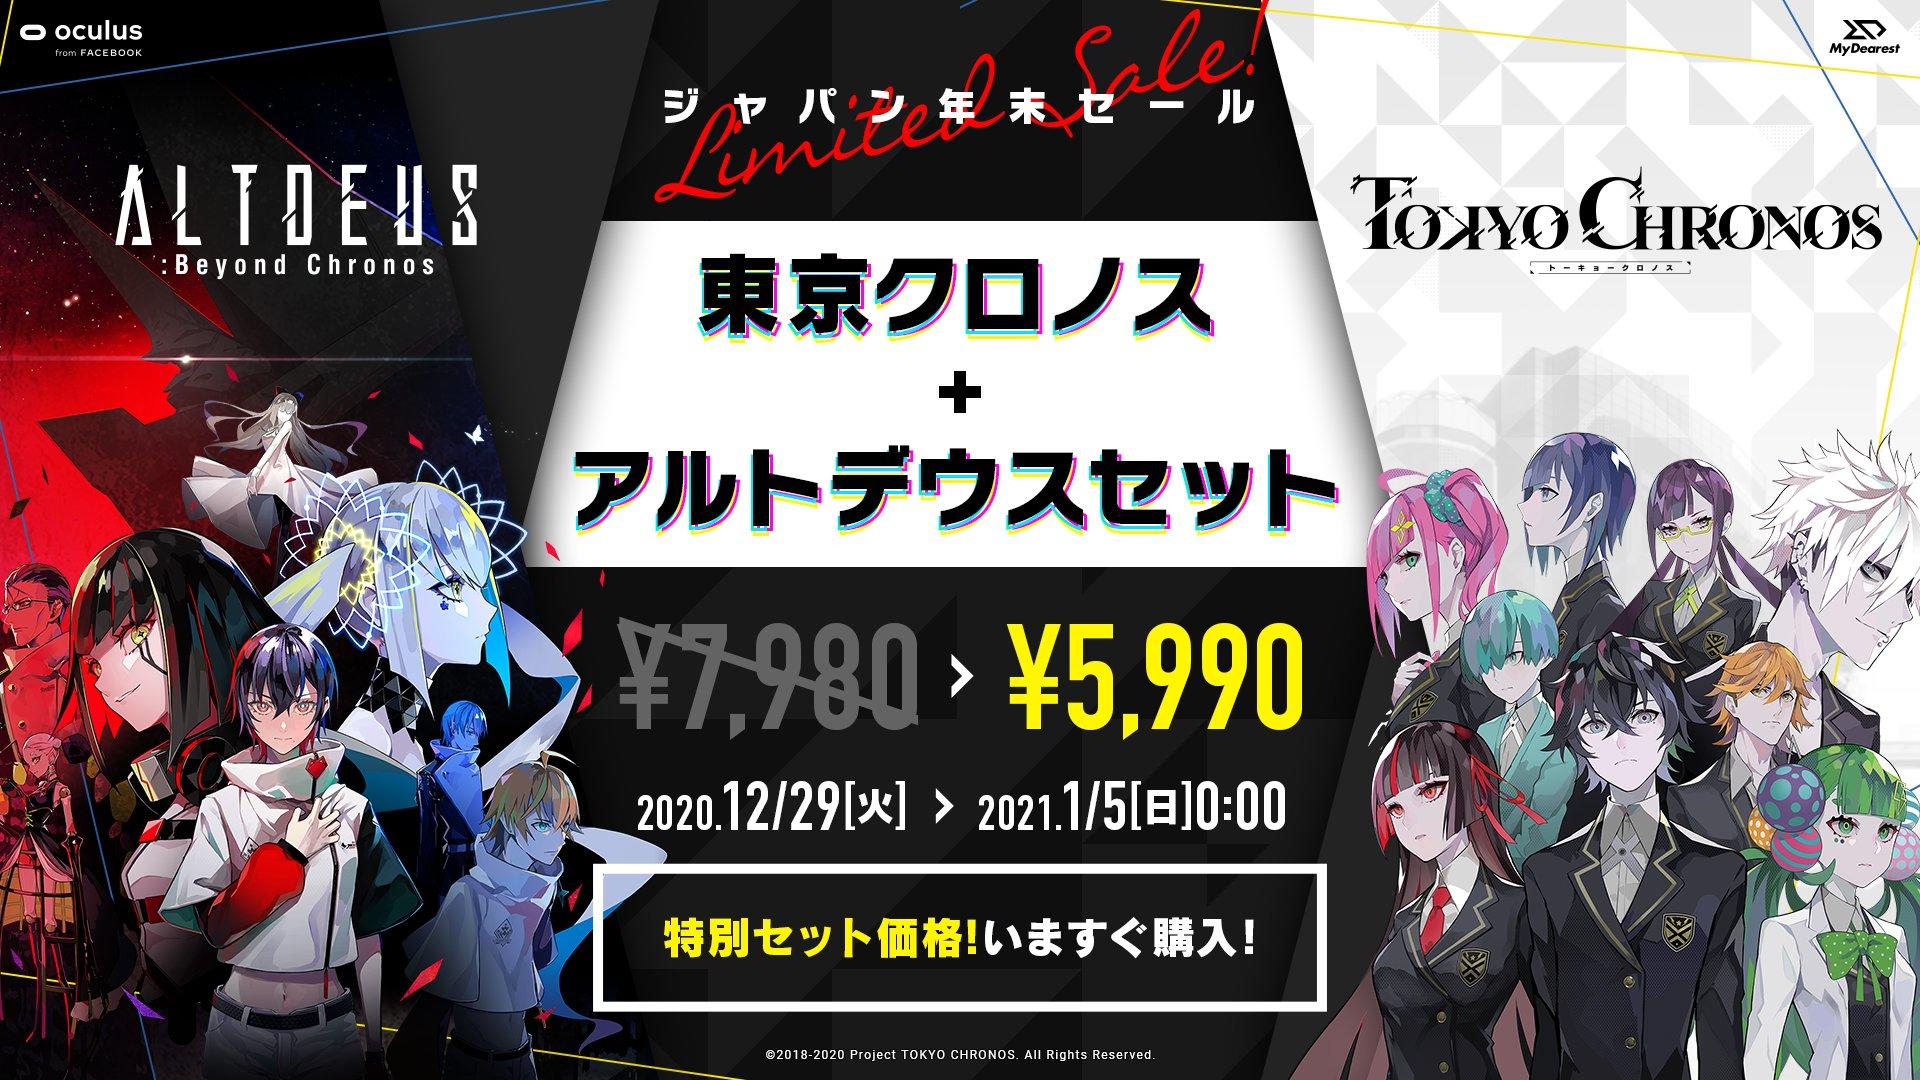 oculus
from FACEBOOK
MyDearest
ジャパン年末セール
Limited Sale!
ALTDEUS
:Beyond Chronos
TOKYO CHRONOS
トーキョークロノス
東京クロノス
+
アルトデウスセット
¥7,980 > ¥5,990
2020.12/29[火] > 2021.1/5[日]0:00
特別セット価格!いますぐ購入!
©2018-2020 Project TOKYO CHRONOS. All Rights Reserved.